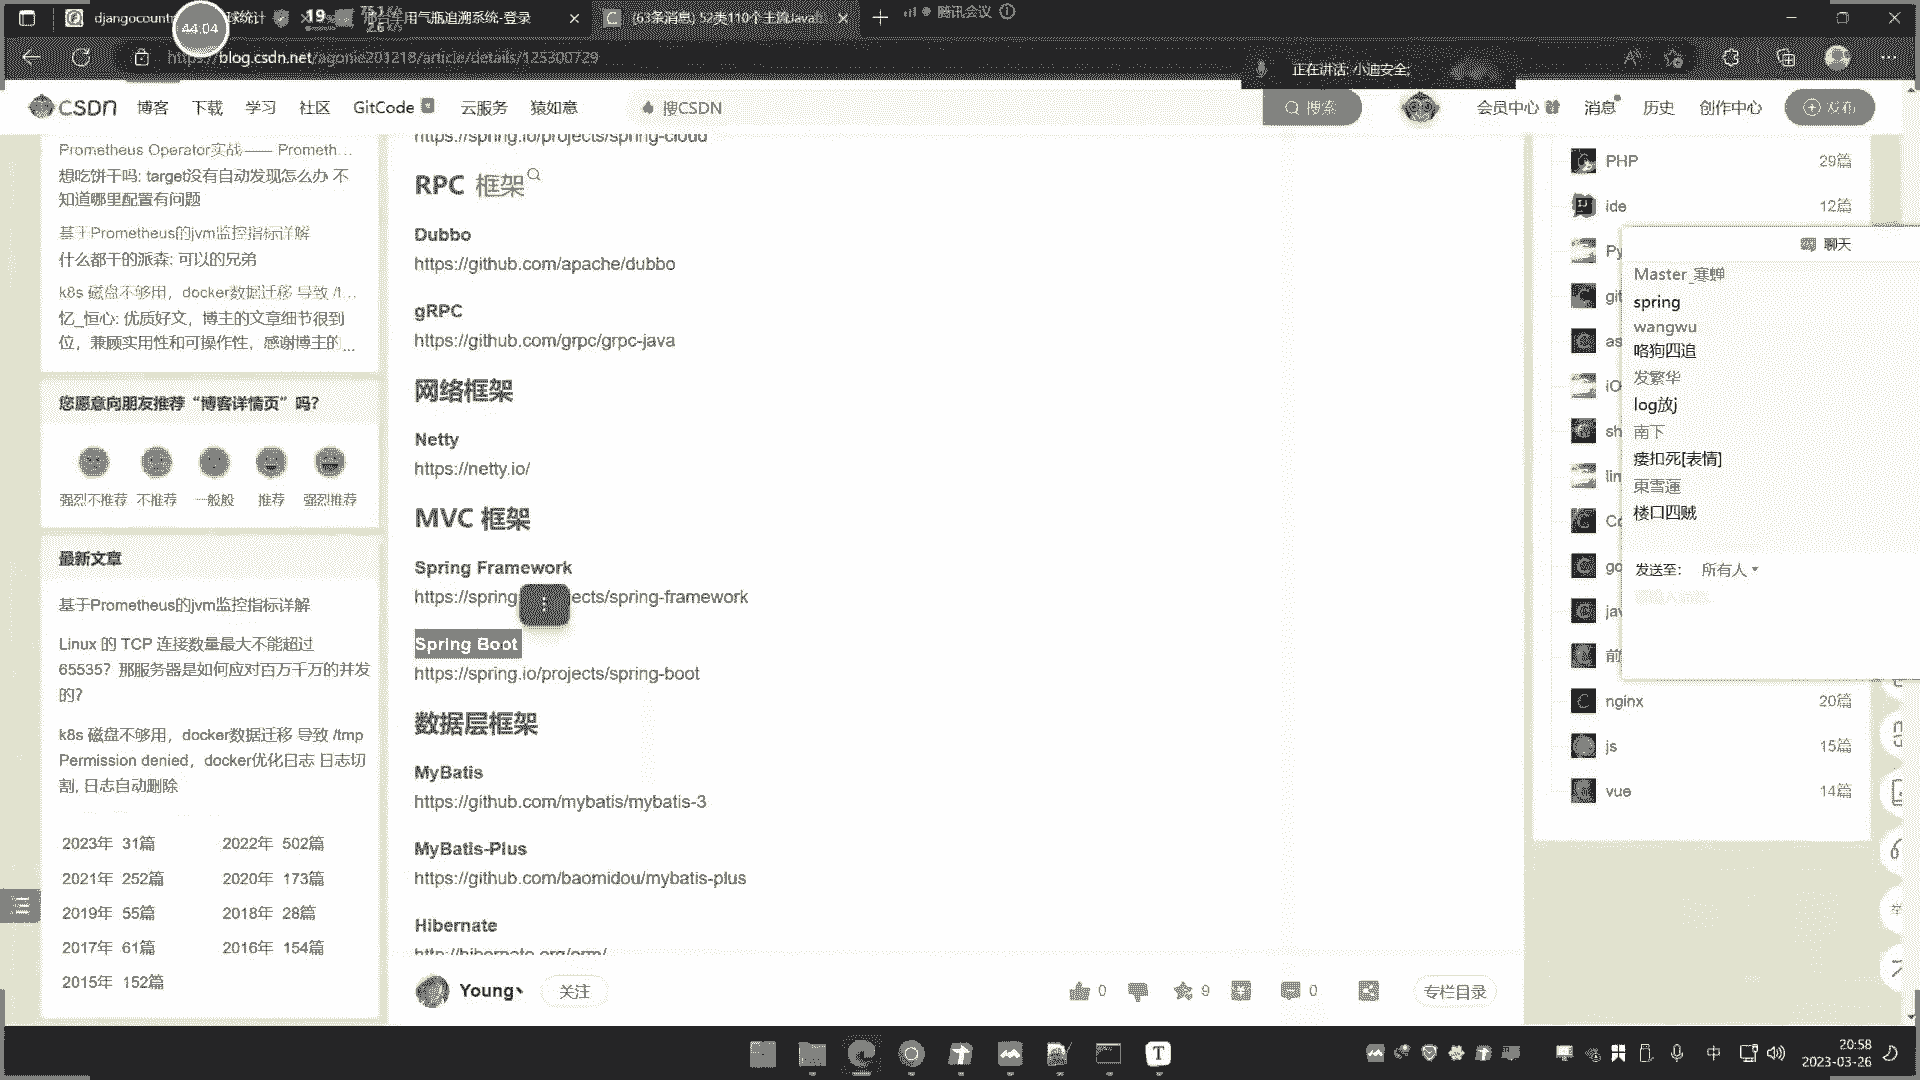 44:04
19
75.1 K/s
2.6 K/s
球统计
邢台车用气瓶追溯系统-登录
(63条消息) 52类110个主流Java
腾讯会议
https://blog.csdn.net/agonie201218/article/details/125300729
正在讲话: 小迪安全;
CSDN
博客
下载
学习
社区
GitCode
云服务
猿如意
搜CSDN
搜索
会员中心
消息
历史
创作中心
发布
Prometheus Operator实战—— Prometh...
想吃饼干吗: target没有自动发现怎么办 不
知道哪里配置有问题
基于Prometheus的jvm监控指标详解
什么都干的派森: 可以的兄弟
k8s 磁盘不够用，docker数据迁移 导致 /t...
忆_恒心: 优质好文，博主的文章细节很到
位，兼顾实用性和可操作性，感谢博主的...
您愿意向朋友推荐“博客详情页”吗？
强烈不推荐
不推荐
一般般
推荐
强烈推荐
最新文章
基于Prometheus的jvm监控指标详解
Linux 的 TCP 连接数量最大不能超过
65535？那服务器是如何应对百万千万的并发
的？
k8s 磁盘不够用，docker数据迁移 导致 /tmp
Permission denied，docker优化日志 日志切
割, 日志自动删除
2023年 31篇
2022年 502篇
2021年 252篇
2020年 173篇
2019年 55篇
2018年 28篇
2017年 61篇
2016年 154篇
2015年 152篇
https://spring.io/projects/spring-cloud
RPC 框架
Dubbo
https://github.com/apache/dubbo
gRPC
https://github.com/grpc/grpc-java
网络框架
Netty
https://netty.io/
MVC 框架
Spring Framework
https://spring
ects/spring-framework
Spring Boot
https://spring.io/projects/spring-boot
数据层框架
MyBatis
https://github.com/mybatis/mybatis-3
MyBatis-Plus
https://github.com/baomidou/mybatis-plus
Hibernate
http://hibernate.org/orm/
Young丶
关注
0
9
0
专栏目录
PHP 29篇
ide 12篇
Py
git
as
iO
sh
lin
go
jav
前
nginx 20篇
js 15篇
vue 14篇
聊天
Master_寒蝉
spring
wangwu
咯狗四追
发繁华
log放j
南下
瘘扣死[表情]
東雪蓮
楼口四贼
发送至: 所有人
中
20:58
2023-03-26